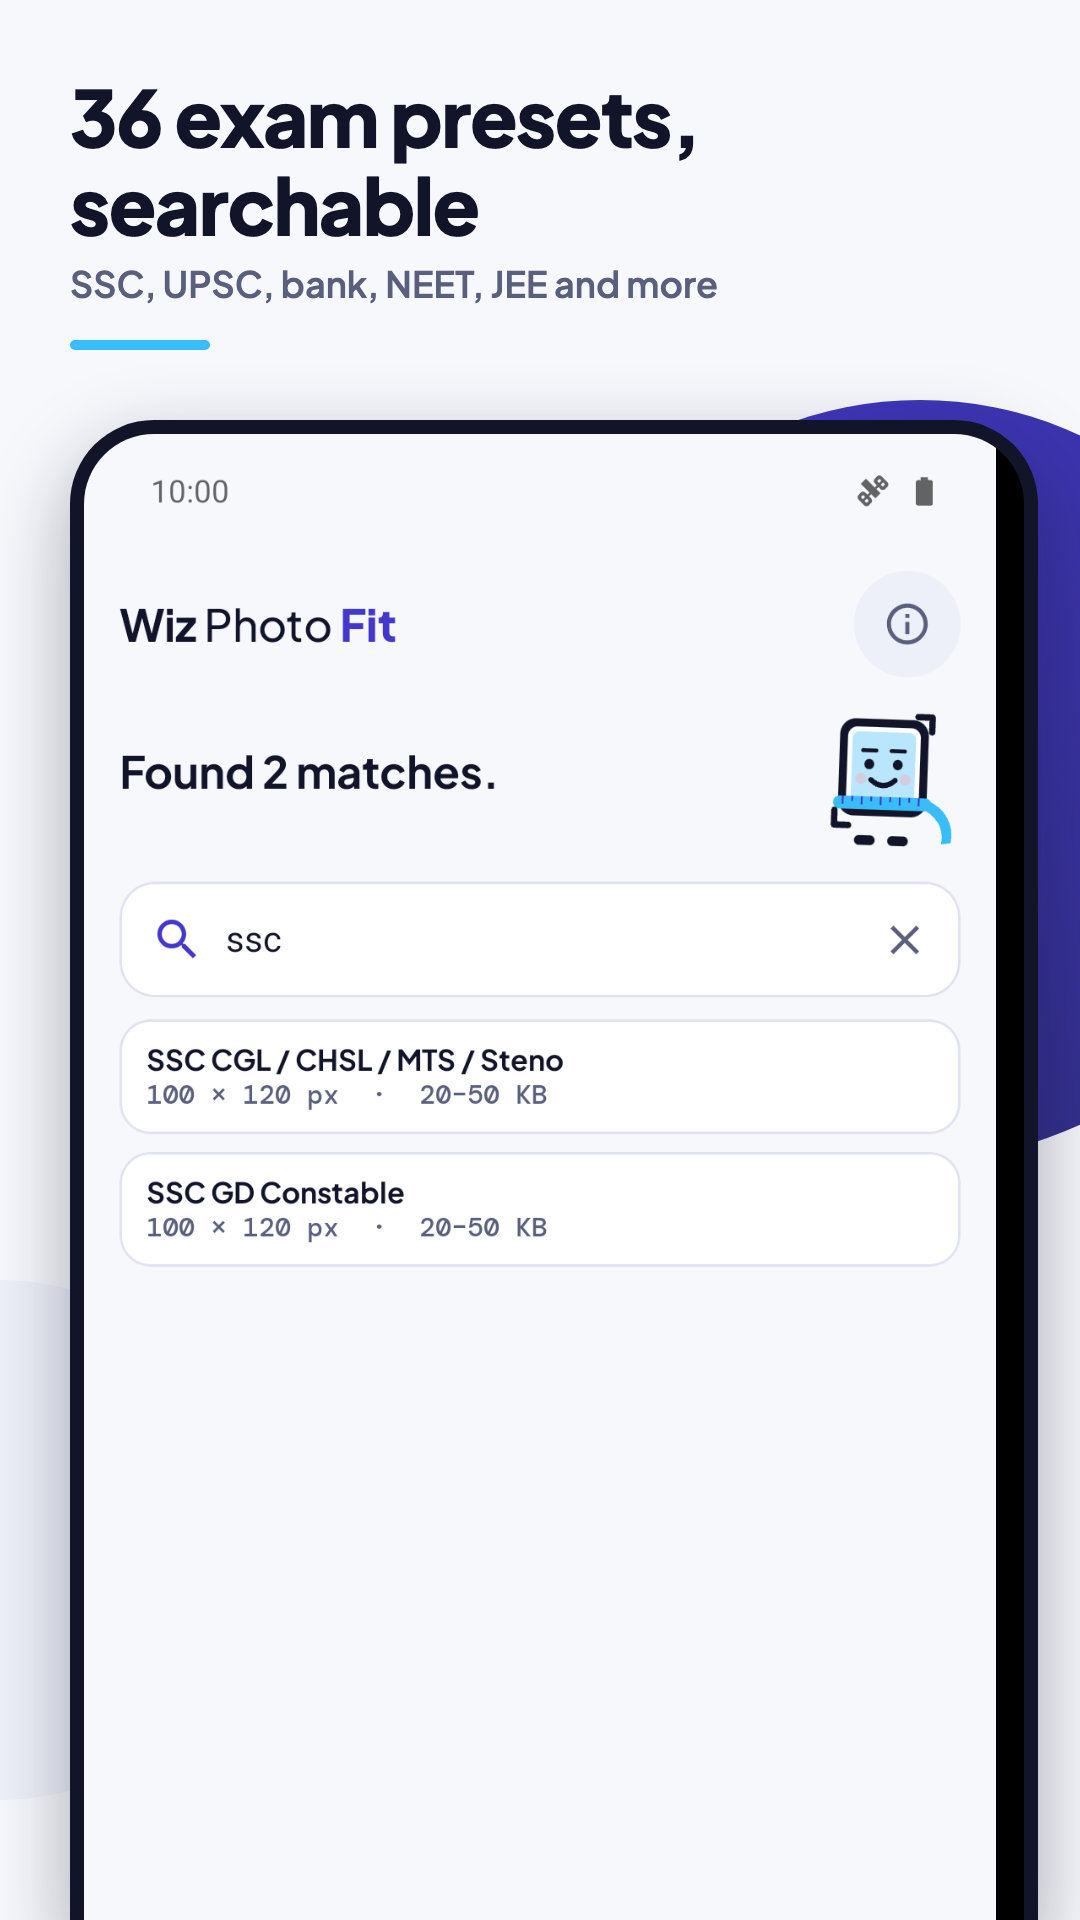 36 exam presets,
searchable
SSC, UPSC, bank, NEET, JEE and more
10:00
Wiz Photo Fit
Found 2 matches.
ssc
SSC CGL / CHSL / MTS / Steno
100 × 120 px · 20–50 KB
SSC GD Constable
100 × 120 px · 20–50 KB